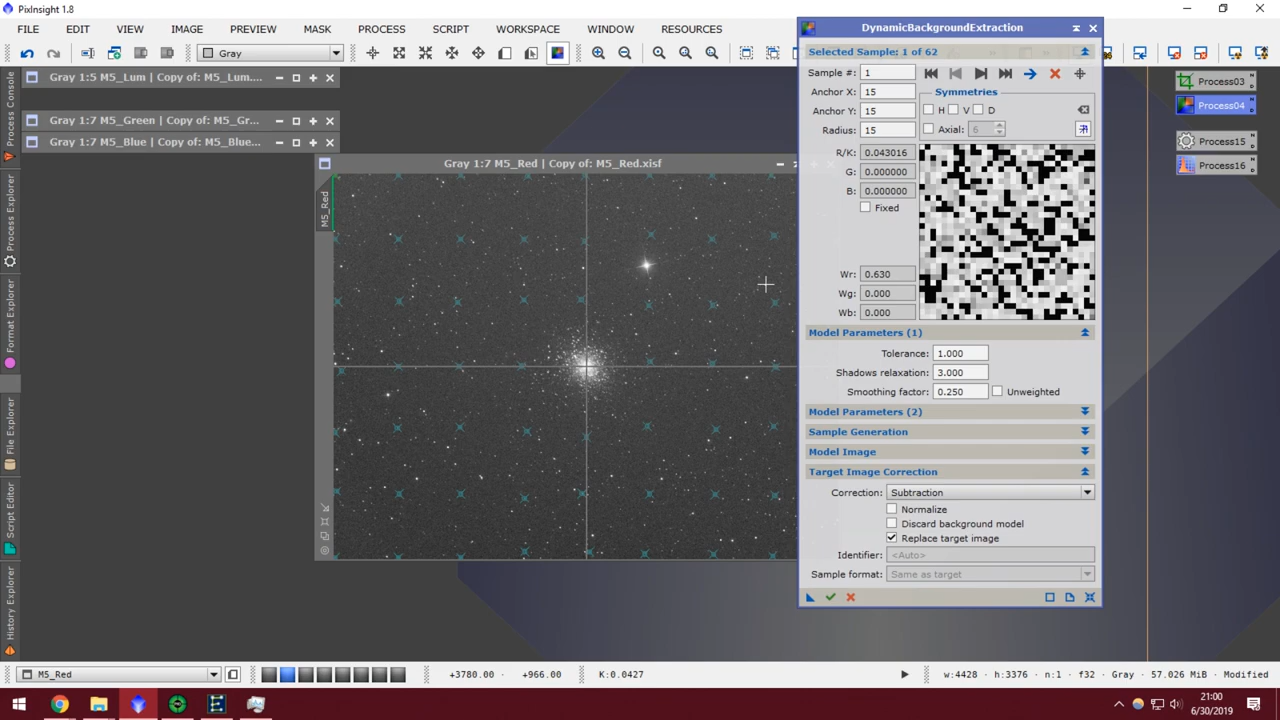 PixInsight 1.8
FILE EDIT VIEW PREVIEW MASK PROCESS SCRIPT WORKSPACE WINDOW RESOURCES
Gray
Gray 1:5 M5_Lum | Copy of: M5_Lum....
Gray 1:7 M5_Green | Copy of: M5_Gr...
Gray 1:7 M5_Blue | Copy of: M5_Blue...
Gray 1:7 M5_Red | Copy of: M5_Red.xisf
M5_Red
Process Console
Process Explorer
Format Explorer
File Explorer
Script Editor
History Explorer
DynamicBackgroundExtraction
Selected Sample: 1 of 62
Sample #: 1
Anchor X: 15
Symmetries
Anchor Y: 15
H V D
Radius: 15
Axial: 6
R/K: 0.043016
G: 0.000000
B: 0.000000
Fixed
Wr: 0.630
Wg: 0.000
Wb: 0.000
Model Parameters (1)
Tolerance: 1.000
Shadows relaxation: 3.000
Smoothing factor: 0.250 Unweighted
Model Parameters (2)
Sample Generation
Model Image
Target Image Correction
Correction: Subtraction
Normalize
Discard background model
Replace target image
Identifier: <Auto>
Sample format: Same as target
Process03
Process04
Process15
Process16
M5_Red
+3780.00 +966.00 K:0.0427
w:4428 h:3376 n:1 f32 Gray 57.026 MiB Modified
21:00
6/30/2019